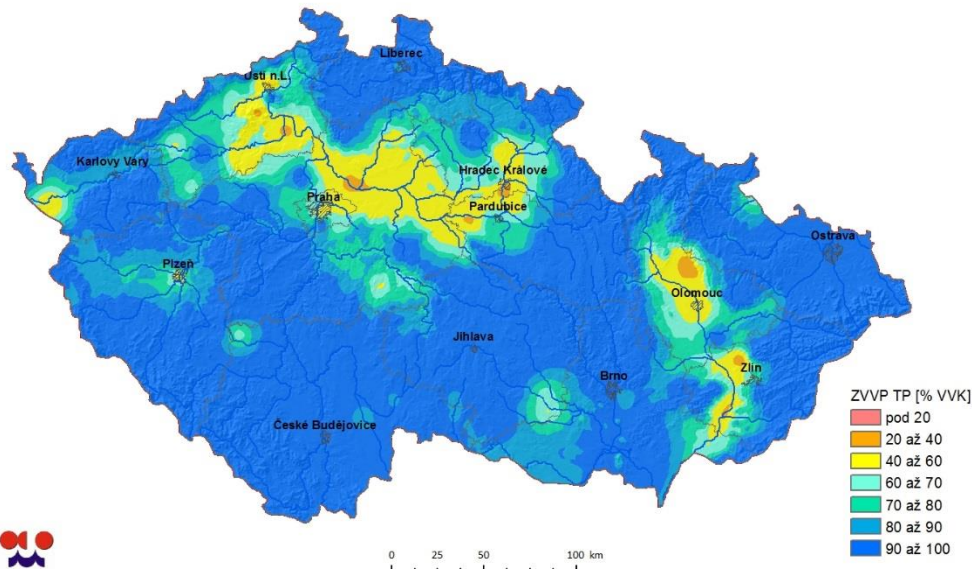 Liberec
Ústí n.L.
Karlovy Vary
Praha
Hradec Králové
Pardubice
Plzeň
Ostrava
Olomouc
Jihlava
Brno
Zlín
České Budějovice
ZVVP TP [% VVK]
pod 20
20 až 40
40 až 60
60 až 70
70 až 80
80 až 90
90 až 100
0 25 50 100 km